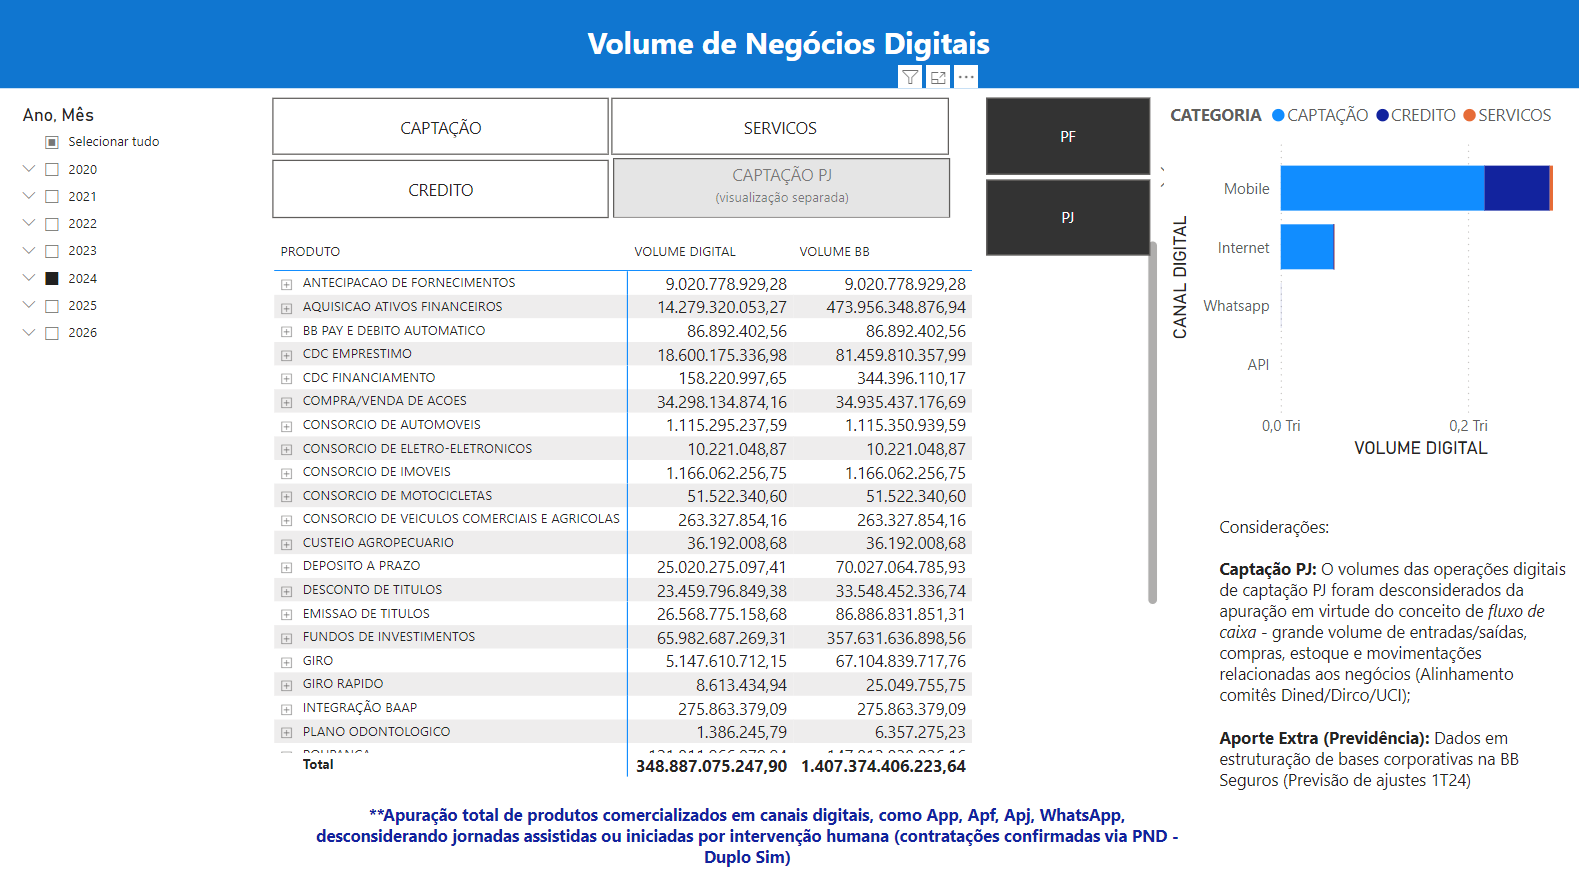 Volume de Negócios Digitais
Ano, Mês
Selecionar tudo
2020
2021
2022
2023
2024
2025
2026
CAPTAÇÃO
SERVICOS
CREDITO
CAPTAÇÃO PJ
(visualização separada)
PF
PJ
PRODUTO VOLUME DIGITAL VOLUME BB
ANTECIPACAO DE FORNECIMENTOS 9.020.778.929,28 9.020.778.929,28
AQUISICAO ATIVOS FINANCEIROS 14.279.320.053,27 473.956.348.876,94
BB PAY E DEBITO AUTOMATICO 86.892.402,56 86.892.402,56
CDC EMPRESTIMO 18.600.175.336,98 81.459.810.357,99
CDC FINANCIAMENTO 158.220.997,65 344.396.110,17
COMPRA/VENDA DE ACOES 34.298.134.874,16 34.935.437.176,69
CONSORCIO DE AUTOMOVEIS 1.115.295.237,59 1.115.350.939,59
CONSORCIO DE ELETRO-ELETRONICOS 10.221.048,87 10.221.048,87
CONSORCIO DE IMOVEIS 1.166.062.256,75 1.166.062.256,75
CONSORCIO DE MOTOCICLETAS 51.522.340,60 51.522.340,60
CONSORCIO DE VEICULOS COMERCIAIS E AGRICOLAS 263.327.854,16 263.327.854,16
CUSTEIO AGROPECUARIO 36.192.008,68 36.192.008,68
DEPOSITO A PRAZO 25.020.275.097,41 70.027.064.785,93
DESCONTO DE TITULOS 23.459.796.849,38 33.548.452.336,74
EMISSAO DE TITULOS 26.568.775.158,68 86.886.831.851,31
FUNDOS DE INVESTIMENTOS 65.982.687.269,31 357.631.636.898,56
GIRO 5.147.610.712,15 67.104.839.717,76
GIRO RAPIDO 8.613.434,94 25.049.755,75
INTEGRAÇÃO BAAP 275.863.379,09 275.863.379,09
PLANO ODONTOLOGICO 1.386.245,79 6.357.275,23
Total 348.887.075.247,90 1.407.374.406.223,64
CATEGORIA CAPTAÇÃO CREDITO SERVICOS
CANAL DIGITAL
Mobile
Internet
Whatsapp
API
0,0 Tri 0,2 Tri
VOLUME DIGITAL
Considerações:
Captação PJ: O volumes das operações digitais
de captação PJ foram desconsiderados da
apuração em virtude do conceito de fluxo de
caixa - grande volume de entradas/saídas,
compras, estoque e movimentações
relacionadas aos negócios (Alinhamento
comitês Dined/Dirco/UCI);
Aporte Extra (Previdência): Dados em
estruturação de bases corporativas na BB
Seguros (Previsão de ajustes 1T24)
**Apuração total de produtos comercializados em canais digitais, como App, Apf, Apj, WhatsApp,
desconsiderando jornadas assistidas ou iniciadas por intervenção humana (contratações confirmadas via PND -
Duplo Sim)